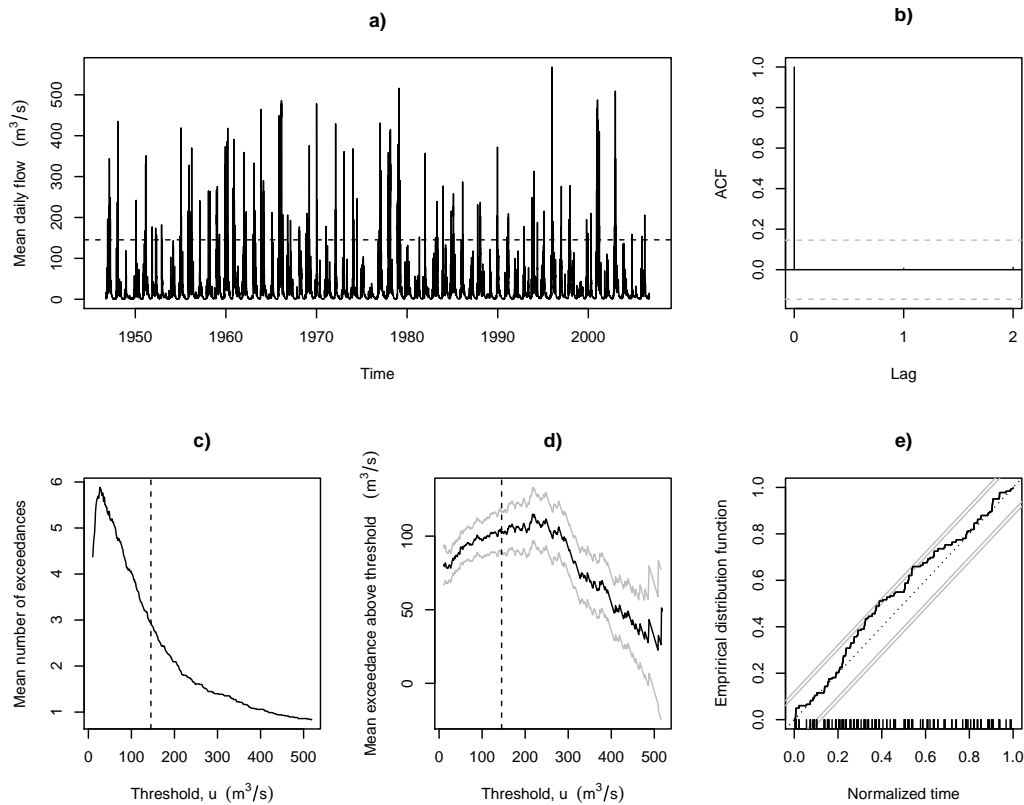 a)
Mean daily flow (m³/s)
0 100 200 300 400 500
1950 1960 1970 1980 1990 2000
Time
b)
ACF
0.0 0.2 0.4 0.6 0.8 1.0
0 1 2
Lag
c)
Mean number of exceedances
1 2 3 4 5 6
0 100 200 300 400 500
Threshold, u (m³/s)
d)
Mean exceedance above threshold (m³/s)
0 50 100
0 100 200 300 400 500
Threshold, u (m³/s)
e)
Emprirical distribution function
0.0 0.2 0.4 0.6 0.8 1.0
0.0 0.2 0.4 0.6 0.8 1.0
Normalized time